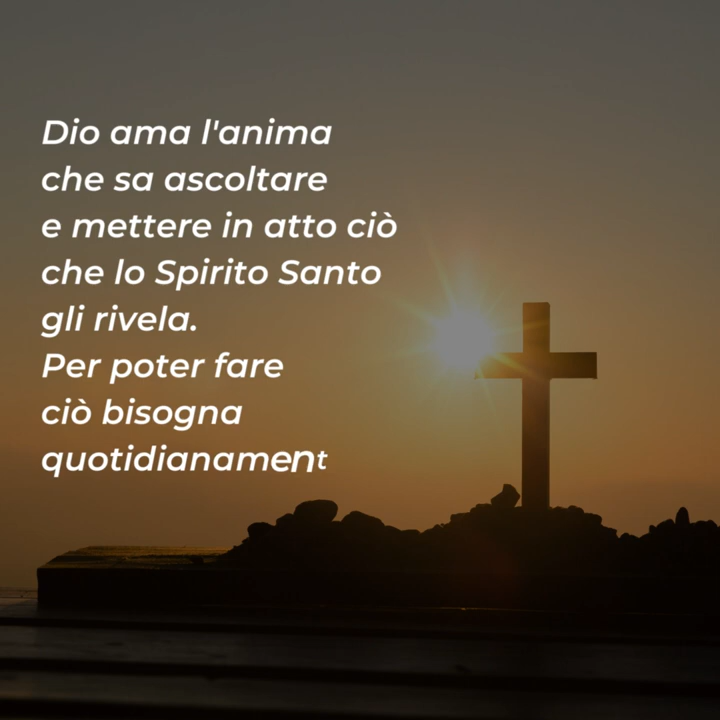 Dio ama l'anima
che sa ascoltare
e mettere in atto ciò
che lo Spirito Santo
gli rivela.
Per poter fare
ciò bisogna
quotidianament